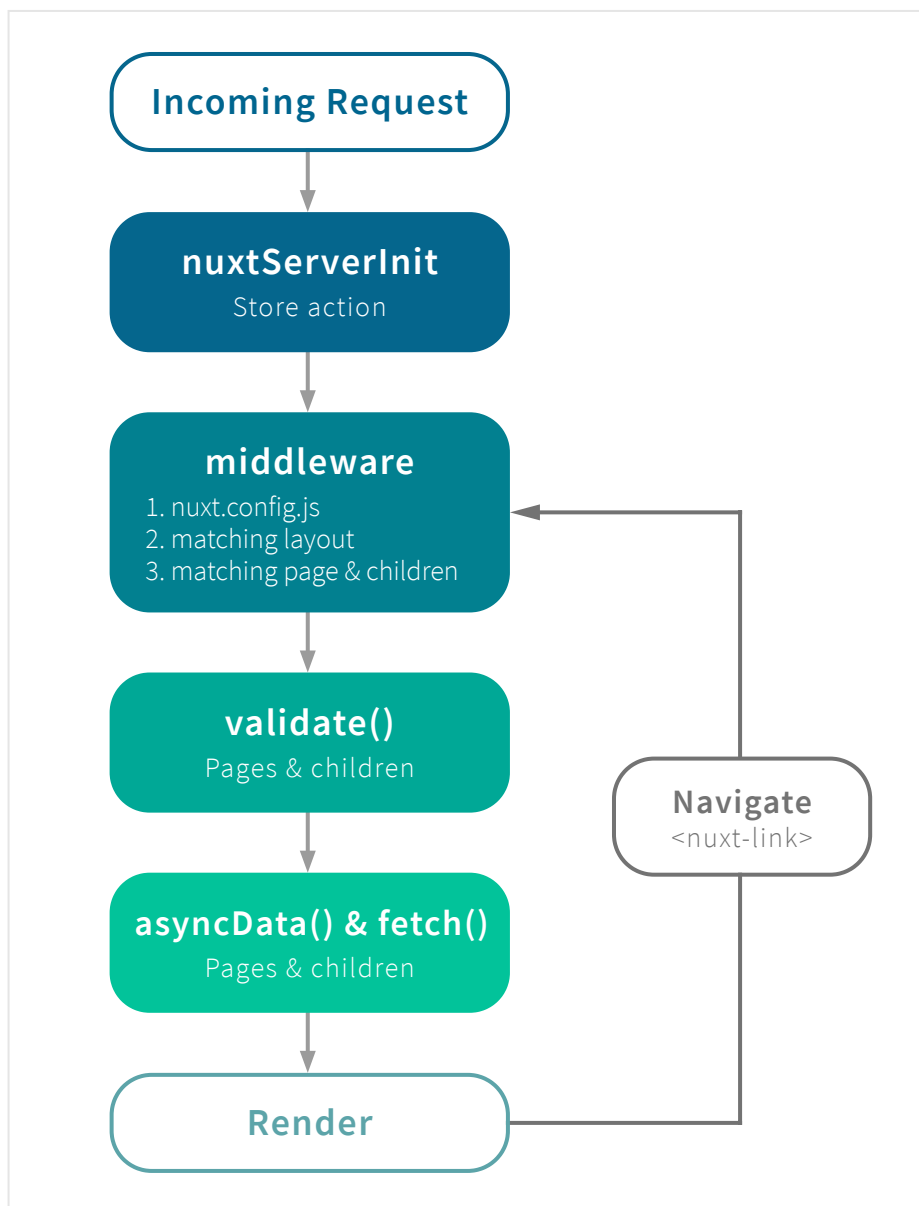 Incoming Request
nuxtServerInit
Store action
middleware
1. nuxt.config.js
2. matching layout
3. matching page & children
validate()
Pages & children
Navigate
<nuxt-link>
asyncData() & fetch()
Pages & children
Render